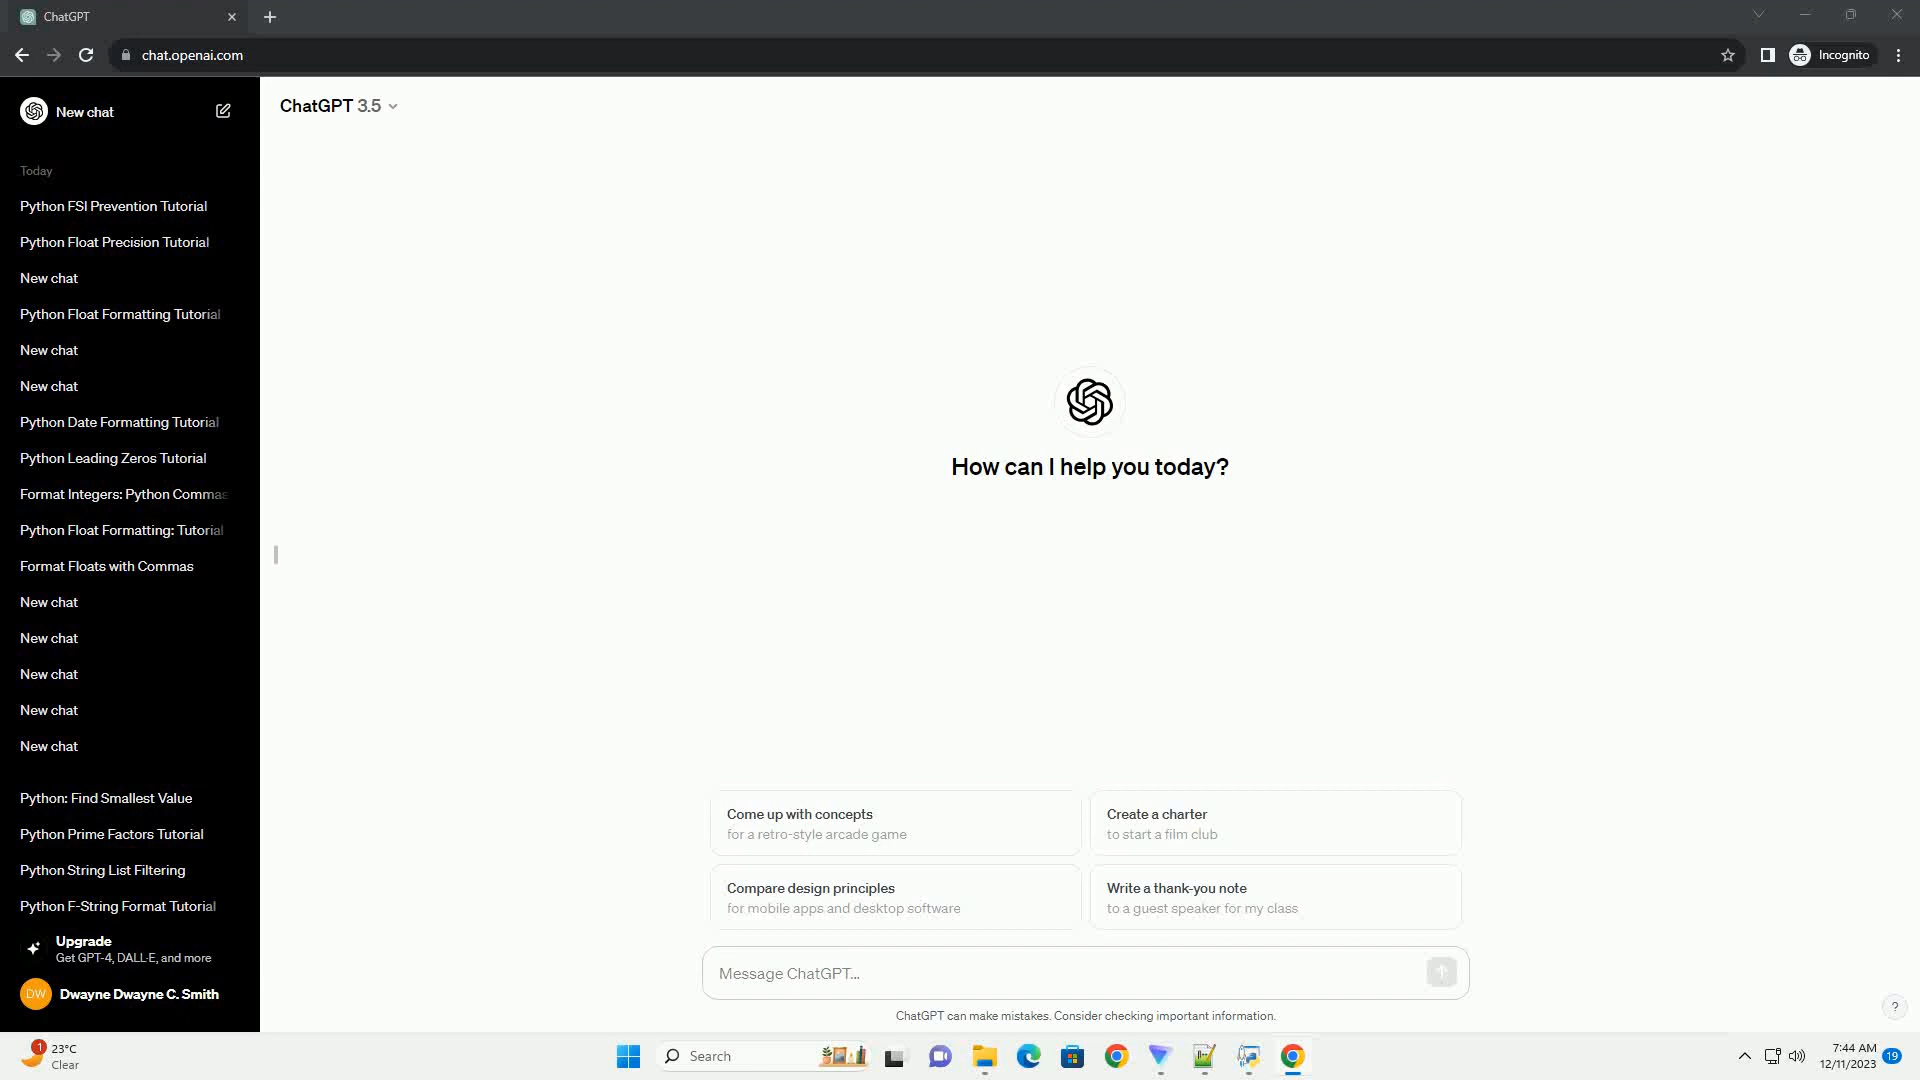 ChatGPT
chat.openai.com
Incognito
New chat
ChatGPT 3.5
Today
Python FSI Prevention Tutorial
Python Float Precision Tutorial
New chat
Python Float Formatting Tutorial
New chat
New chat
Python Date Formatting Tutorial
Python Leading Zeros Tutorial
Format Integers: Python Commas
Python Float Formatting: Tutorial
Format Floats with Commas
New chat
New chat
New chat
New chat
New chat
Python: Find Smallest Value
Python Prime Factors Tutorial
Python String List Filtering
Python F-String Format Tutorial
Upgrade
Get GPT-4, DALL·E, and more
DW
Dwayne Dwayne C. Smith
How can I help you today?
Come up with concepts
for a retro-style arcade game
Create a charter
to start a film club
Compare design principles
for mobile apps and desktop software
Write a thank-you note
to a guest speaker for my class
Message ChatGPT...
ChatGPT can make mistakes. Consider checking important information.
?
1
23°C
Clear
Search
7:44 AM
12/11/2023
19